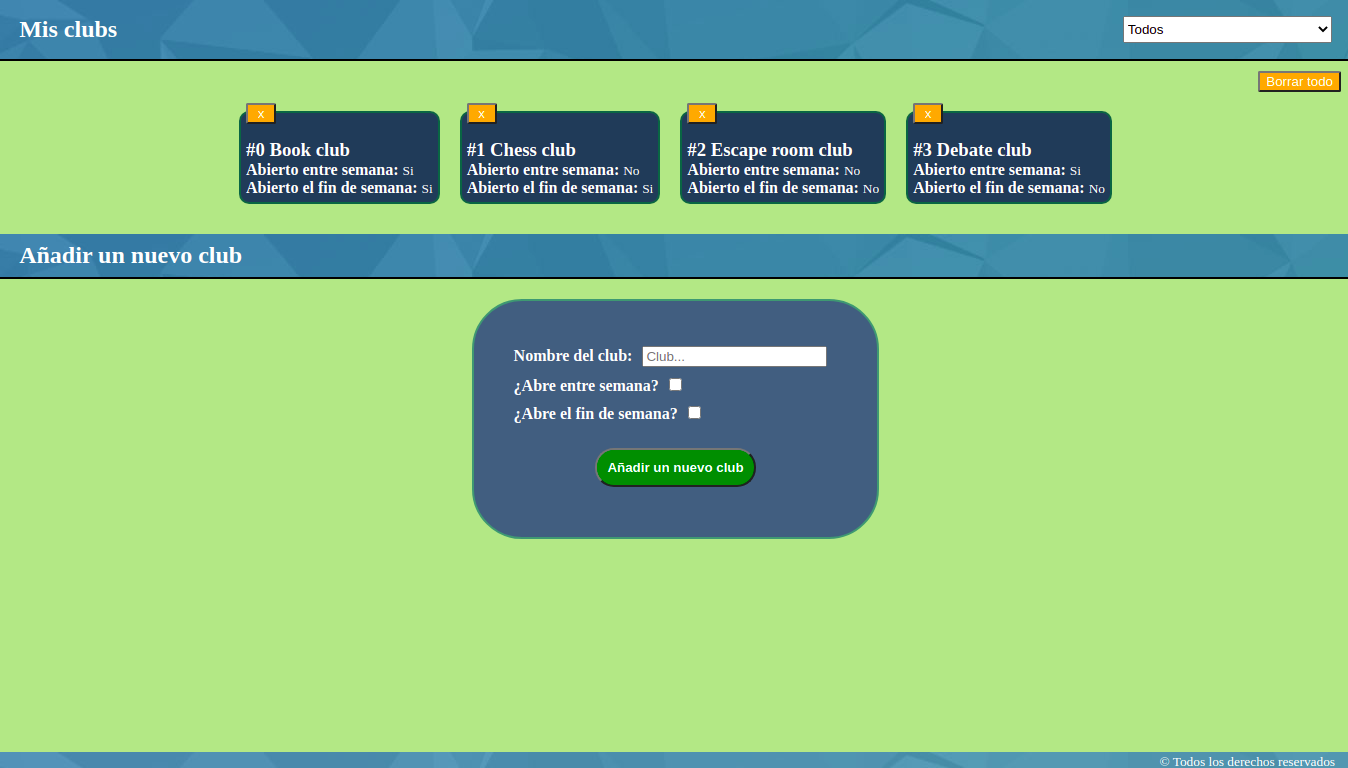 Mis clubs
Todos
Borrar todo
x
#0 Book club
Abierto entre semana: Si
Abierto el fin de semana: Si
x
#1 Chess club
Abierto entre semana: No
Abierto el fin de semana: Si
x
#2 Escape room club
Abierto entre semana: No
Abierto el fin de semana: No
x
#3 Debate club
Abierto entre semana: Si
Abierto el fin de semana: No
Añadir un nuevo club
Nombre del club: Club...
¿Abre entre semana?
¿Abre el fin de semana?
Añadir un nuevo club
© Todos los derechos reservados